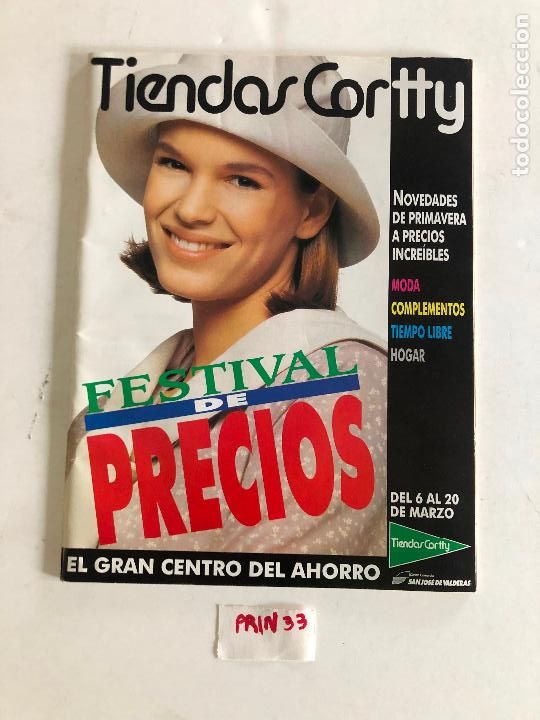 Tiendas Cortty
NOVEDADES
DE PRIMAVERA
A PRECIOS
INCREÍBLES
MODA
COMPLEMENTOS
TIEMPO LIBRE
HOGAR
FESTIVAL
DE
PRECIOS
DEL 6 AL 20
DE MARZO
Tiendas Cortty
SAN JOSE DE VALDERAS
EL GRAN CENTRO DEL AHORRO
PRIN 33
todocoleccion